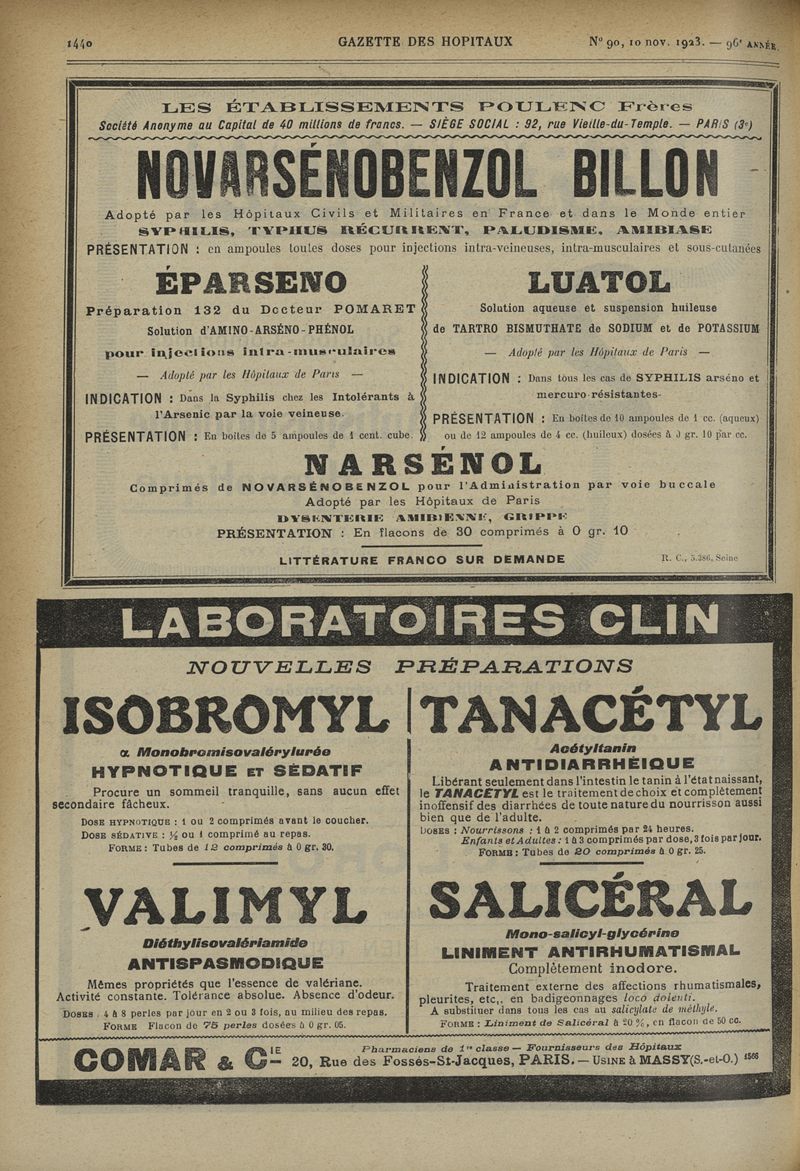 1440
GAZETTE DES HOPITAUX
Nº 90, 10 nov. 1923. — 96e ANNÉE.
LES ÉTABLISSEMENTS POULENC Frères
Société Anonyme au Capital de 40 millions de francs. — SIÈGE SOCIAL : 92, rue Vieille-du-Temple. — PARIS (3e)
NOVARSÉNOBENZOL BILLON
Adopté par les Hôpitaux Civils et Militaires en France et dans le Monde entier
SYPHILIS, TYPHUS RÉCURRENT, PALUDISME, AMIBIASE
PRÉSENTATION : en ampoules toutes doses pour injections intra-veineuses, intra-musculaires et sous-cutanées
ÉPARSENO
Préparation 132 du Docteur POMARET
Solution d'AMINO-ARSÉNO-PHÉNOL
pour injections intra-musculaires
— Adopté par les Hôpitaux de Paris —
INDICATION : Dans la Syphilis chez les Intolérants à
l'Arsenic par la voie veineuse.
PRÉSENTATION : En boites de 5 ampoules de 1 cent. cube.
LUATOL
Solution aqueuse et suspension huileuse
de TARTRO BISMUTHATE de SODIUM et de POTASSIUM
— Adopté par les Hôpitaux de Paris —
INDICATION : Dans tous les cas de SYPHILIS arséno et
mercuro-résistantes-
PRÉSENTATION : En boites de 10 ampoules de 1 cc. (aqueux)
ou de 12 ampoules de 4 cc. (huileux) dosées à 0 gr. 10 par cc.
NARSÉNOL
Comprimés de NOVARSÉNOBENZOL pour l'Administration par voie buccale
Adopté par les Hôpitaux de Paris
DYSENTERIE AMIBIENNE, GRIPPE
PRÉSENTATION : En flacons de 30 comprimés à 0 gr. 10
LITTÉRATURE FRANCO SUR DEMANDE
R. C., 5.286, Seine
LABORATOIRES CLIN
NOUVELLES PRÉPARATIONS
ISOBROMYL
α Monobromisovalérylurée
HYPNOTIQUE ET SÉDATIF
Procure un sommeil tranquille, sans aucun effet
secondaire fâcheux.
DOSE HYPNOTIQUE : 1 ou 2 comprimés avant le coucher.
DOSE SÉDATIVE : ½ ou 1 comprimé au repas.
FORME : Tubes de 12 comprimés à 0 gr. 30.
TANACÉTYL
Acétyltanin
ANTIDIARRHÉIQUE
Libérant seulement dans l'intestin le tanin à l'état naissant,
le TANACÉTYL est le traitement de choix et complètement
inoffensif des diarrhées de toute nature du nourrisson aussi
bien que de l'adulte.
DOSES : Nourrissons : 1 à 2 comprimés par 24 heures.
Enfants et Adultes : 1 à 3 comprimés par dose, 3 fois par jour.
FORME : Tubes de 20 comprimés à 0 gr. 25.
VALIMYL
Diéthylisovalériamide
ANTISPASMODIQUE
Mêmes propriétés que l'essence de valériane.
Activité constante. Tolérance absolue. Absence d'odeur.
DOSES : 4 à 8 perles par jour en 2 ou 3 fois, au milieu des repas.
FORME Flacon de 75 perles dosées à 0 gr. 05.
SALICÉRAL
Mono-salicyl-glycérine
LINIMENT ANTIRHUMATISMAL
Complètement inodore.
Traitement externe des affections rhumatismales,
pleurites, etc., en badigeonnages loco dolenti.
A substituer dans tous les cas au salicylate de méthyle.
FORME : Liniment de Salicéral à 20 %, en flacon de 50 cc.
COMAR & CIE
Pharmaciens de 1re classe — Fournisseurs des Hôpitaux
20, Rue des Fossés-St-Jacques, PARIS. — USINE à MASSY (S.-et-O.) 1566